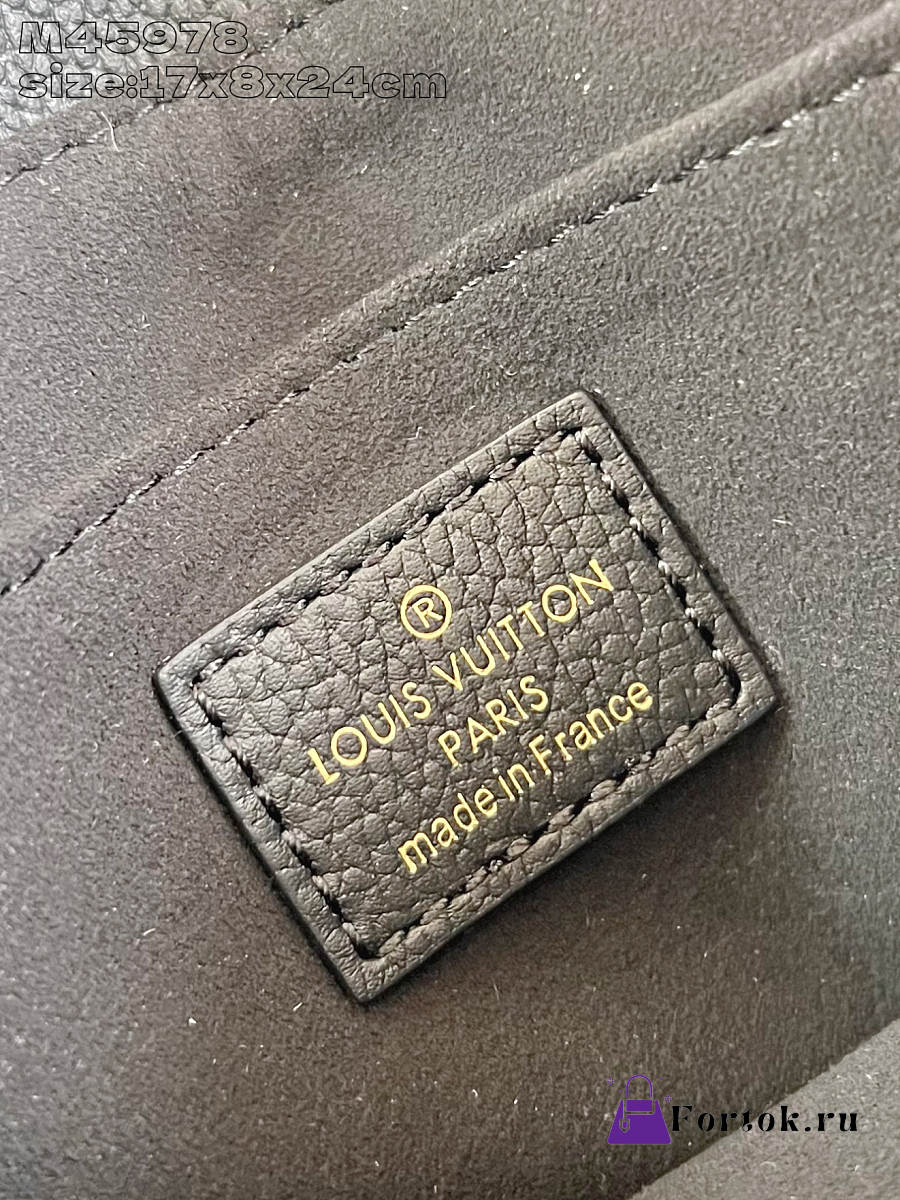 M45978
size:17x8x24cm
®
LOUIS VUITTON
PARIS
made in France
Fortok.ru